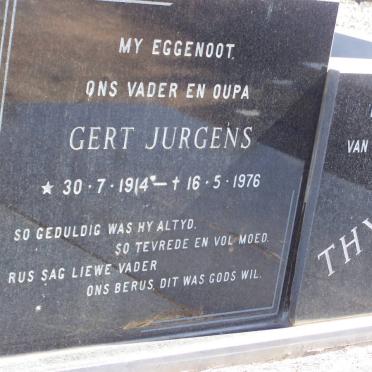 MY EGGENOOT.
ONS VADER EN OUPA
GERT JURGENS
★ 30·7·1914 — † 16·5·1976
SO GEDULDIG WAS HY ALTYD.
SO TEVREDE EN VOL MOED.
RUS SAG LIEWE VADER
ONS BERUS, DIT WAS GODS WIL.
VAN
THY